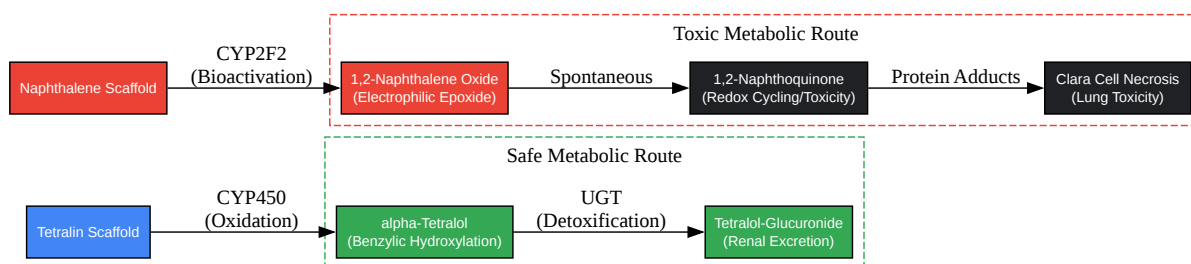 Toxic Metabolic Route
Naphthalene Scaffold
CYP2F2
(Bioactivation)
1,2-Naphthalene Oxide
(Electrophilic Epoxide)
Spontaneous
1,2-Naphthoquinone
(Redox Cycling/Toxicity)
Protein Adducts
Clara Cell Necrosis
(Lung Toxicity)
Safe Metabolic Route
Tetralin Scaffold
CYP450
(Oxidation)
alpha-Tetralol
(Benzylic Hydroxylation)
UGT
(Detoxification)
Tetralol-Glucuronide
(Renal Excretion)